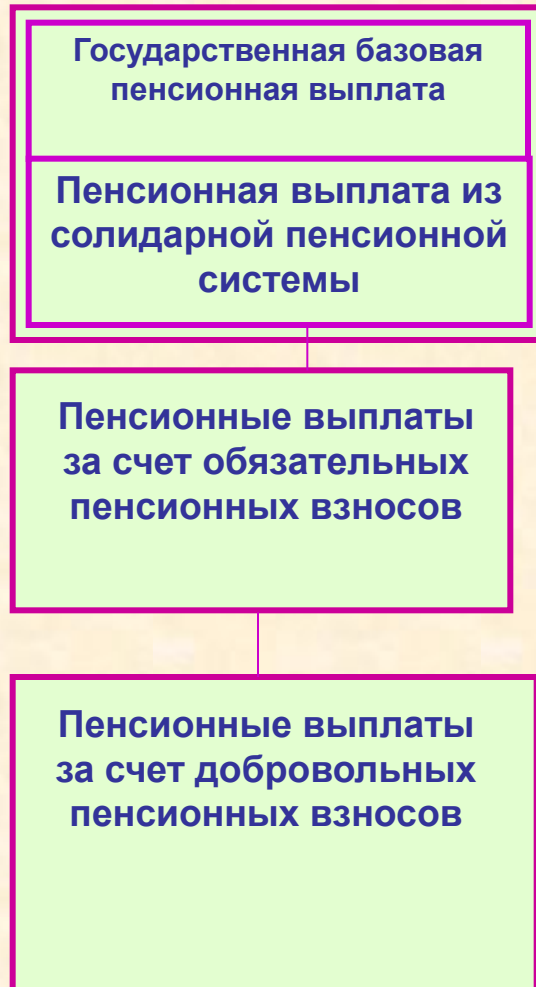 Государственная базовая
пенсионная выплата
Пенсионная выплата из
солидарной пенсионной
системы
Пенсионные выплаты
за счет обязательных
пенсионных взносов
Пенсионные выплаты
за счет добровольных
пенсионных взносов